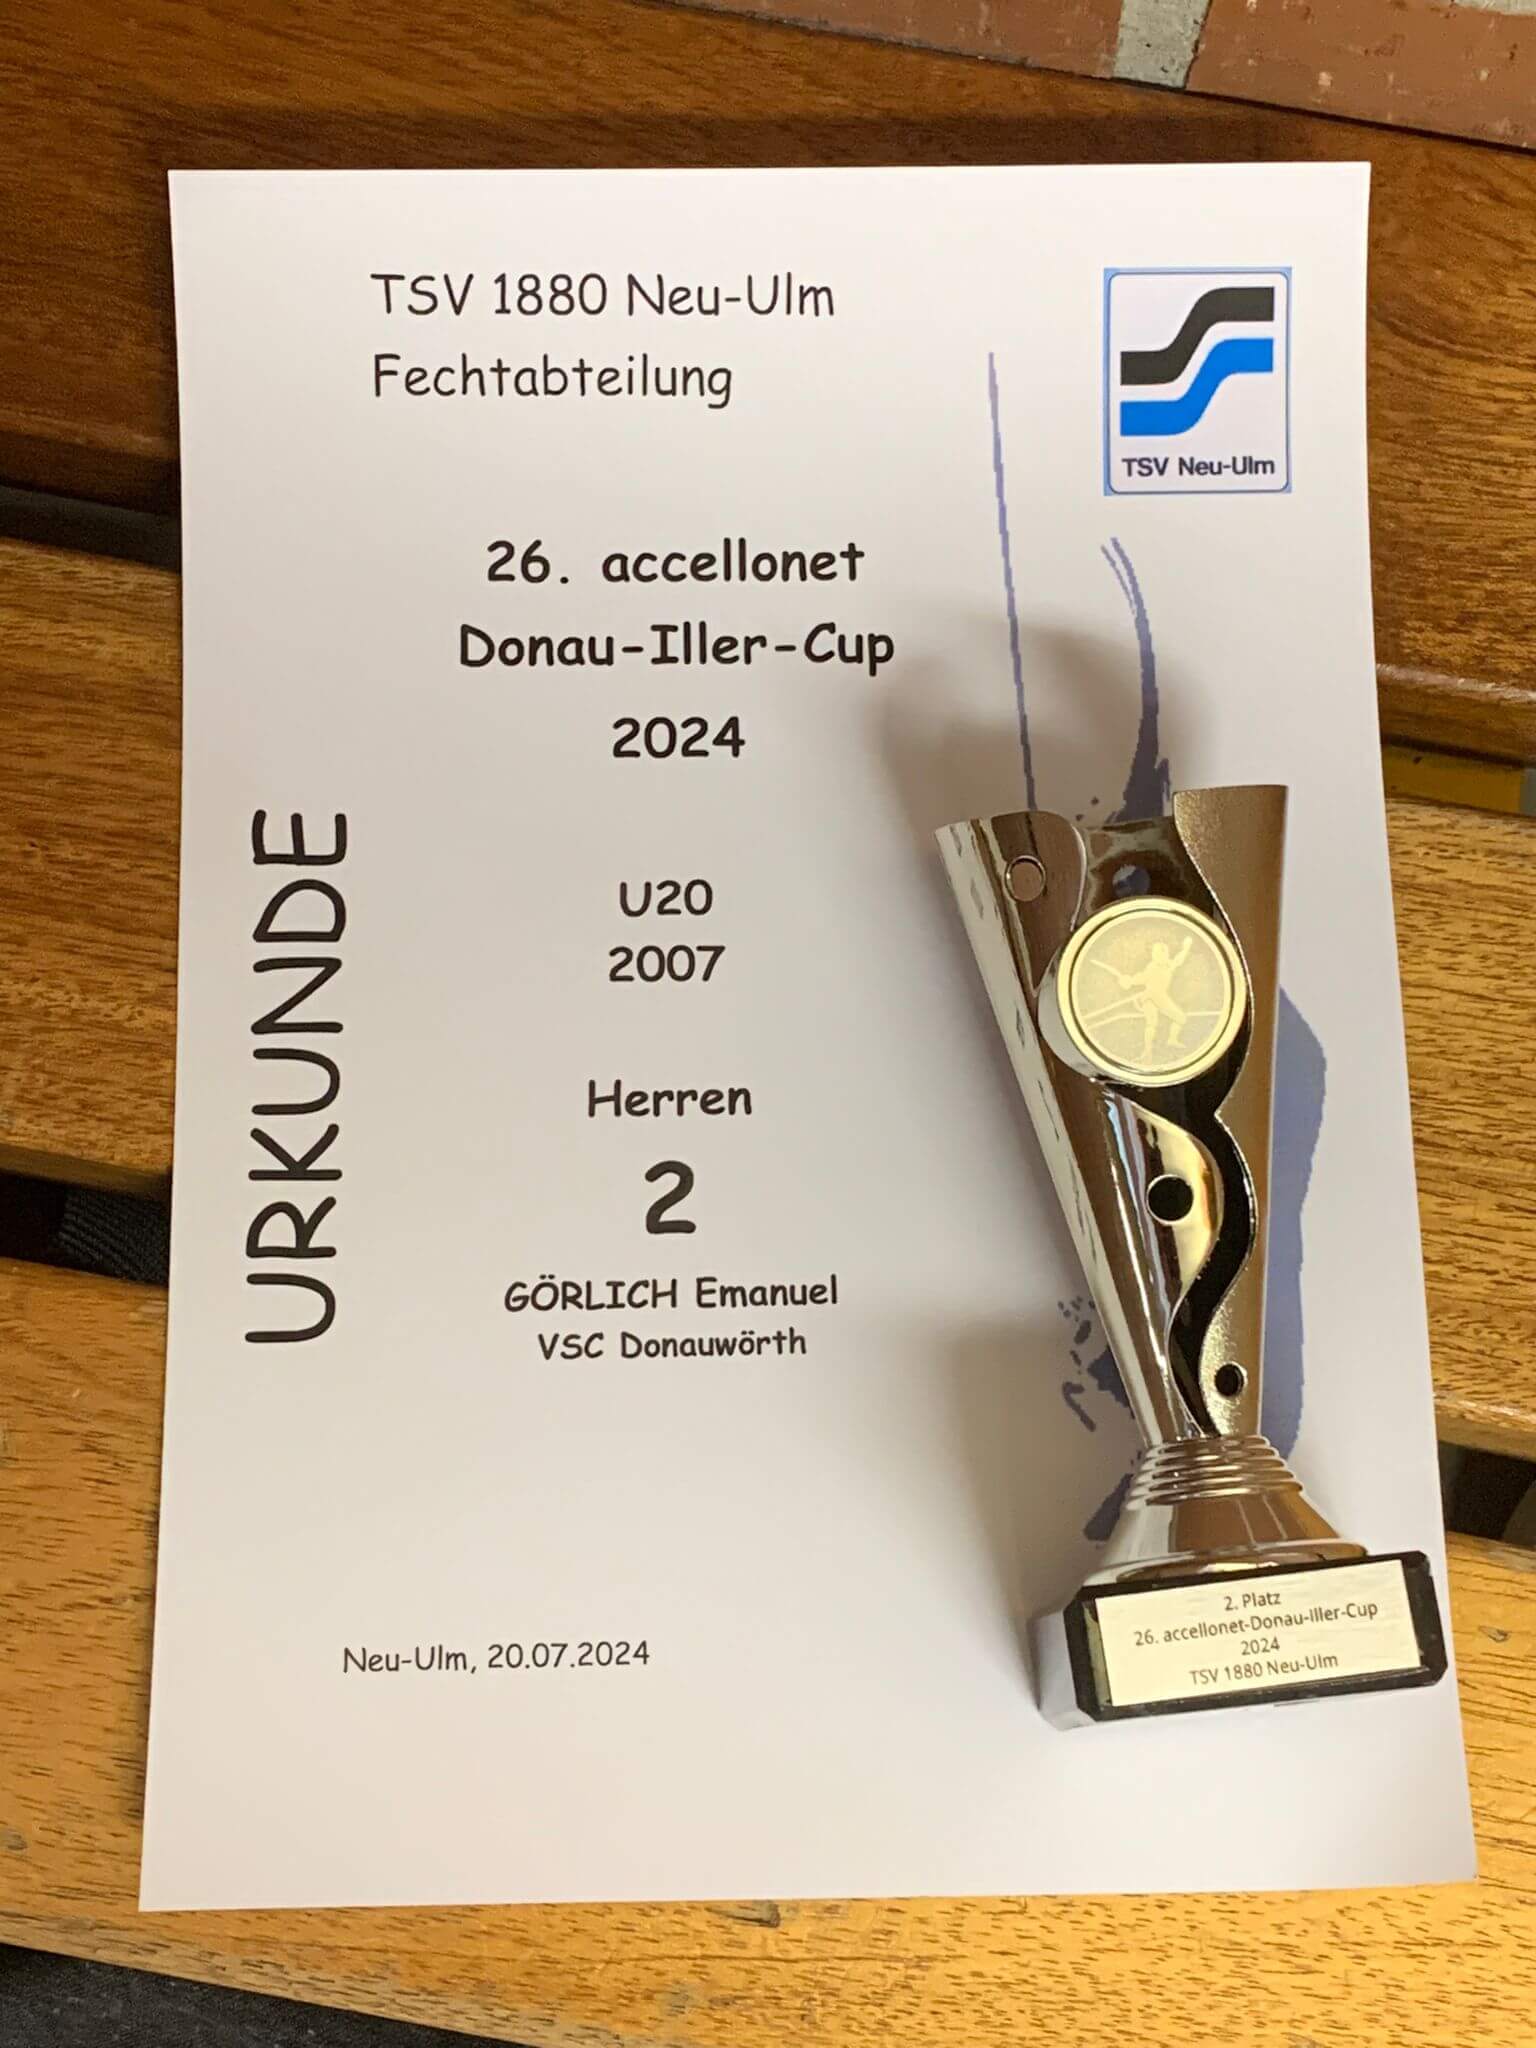 TSV 1880 Neu-Ulm
Fechtabteilung
TSV Neu-Ulm
26. accellonet
Donau-Iller-Cup
2024
URKUNDE
U20
2007
Herren
2
GÖRLICH Emanuel
VSC Donauwörth
Neu-Ulm, 20.07.2024
2. Platz
26. accellonet-Donau-Iller-Cup
2024
TSV 1880 Neu-Ulm